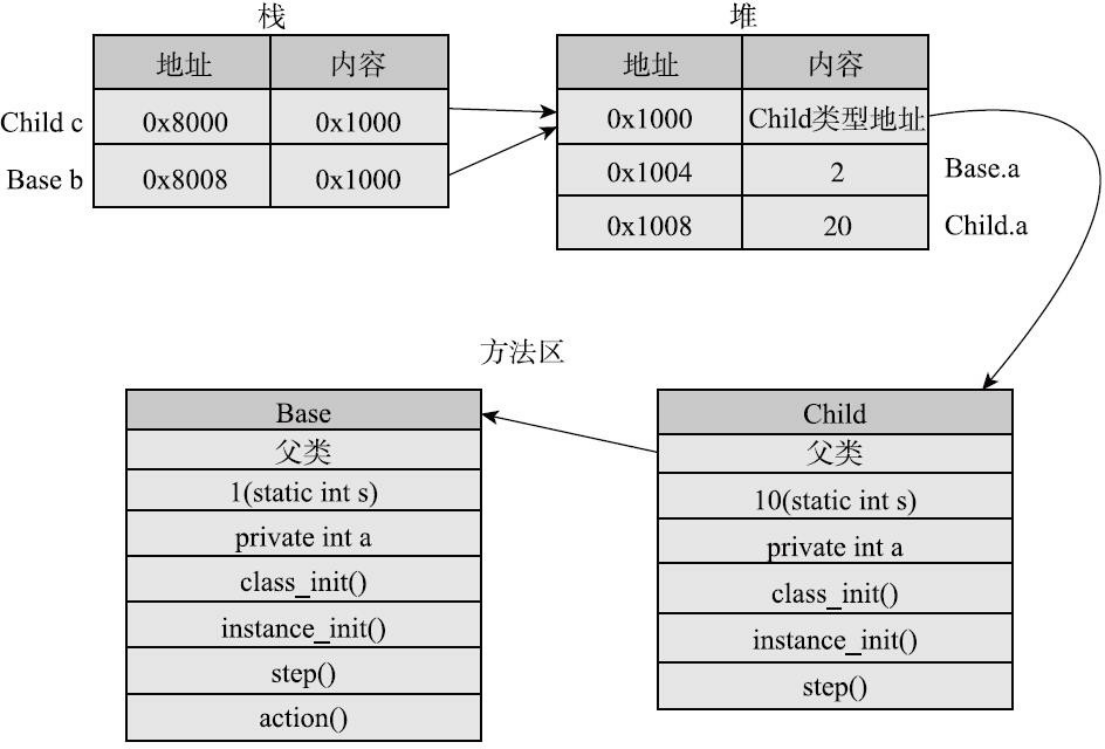 栈
地址 内容
Child c 0x8000 0x1000
Base b 0x8008 0x1000
堆
地址 内容
0x1000 Child类型地址
0x1004 2 Base.a
0x1008 20 Child.a
方法区
Base
父类
1(static int s)
private int a
class_init()
instance_init()
step()
action()
Child
父类
10(static int s)
private int a
class_init()
instance_init()
step()